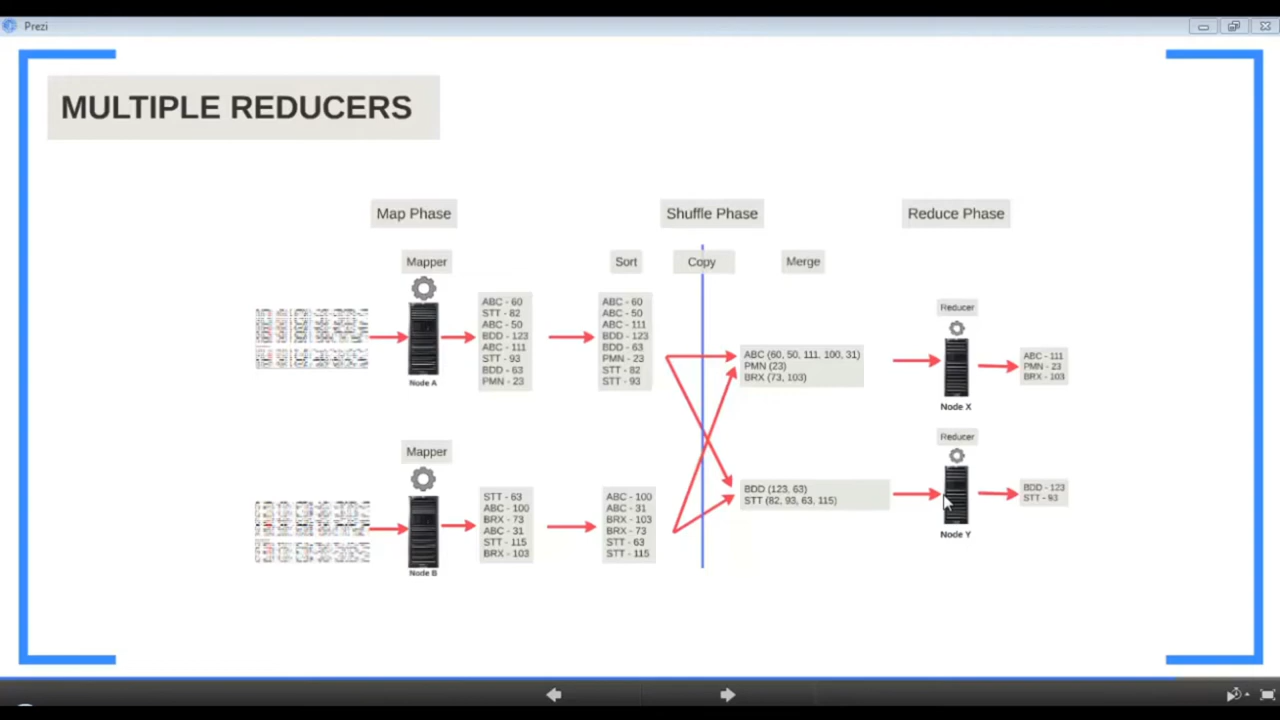 Prezi
MULTIPLE REDUCERS
Map Phase
Shuffle Phase
Reduce Phase
Mapper
Sort
Copy
Merge
ABC - 60
STT - 82
ABC - 50
BDD - 123
ABC - 111
STT - 93
BDD - 63
PMN - 23
Node A
ABC - 60
ABC - 50
ABC - 111
BDD - 123
BDD - 63
PMN - 23
STT - 82
STT - 93
ABC (60, 50, 111, 100, 31)
PMN (23)
BRX (73, 103)
Reducer
Node X
ABC - 111
PMN - 23
BRX - 103
Mapper
STT - 63
ABC - 100
BRX - 73
ABC - 31
STT - 115
BRX - 103
Node B
ABC - 100
ABC - 31
BRX - 103
BRX - 73
STT - 63
STT - 115
BDD (123, 63)
STT (82, 93, 63, 115)
Reducer
Node Y
BDD - 123
STT - 93